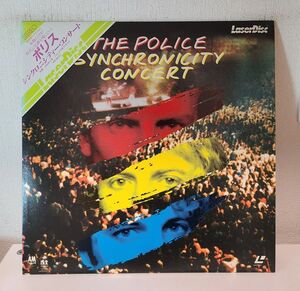 LaserDisc
THE POLICE
SYNCHRONICITY
CONCERT
ポリス
シンクロニシティー・コンサート
LaserDisc
A&M